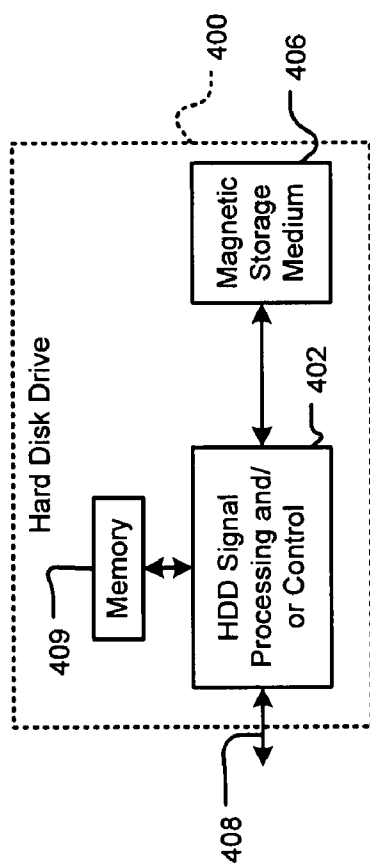 400
Hard Disk Drive
409
Memory
HDD Signal
Processing and/
or Control
Magnetic
Storage
Medium
408
402
406